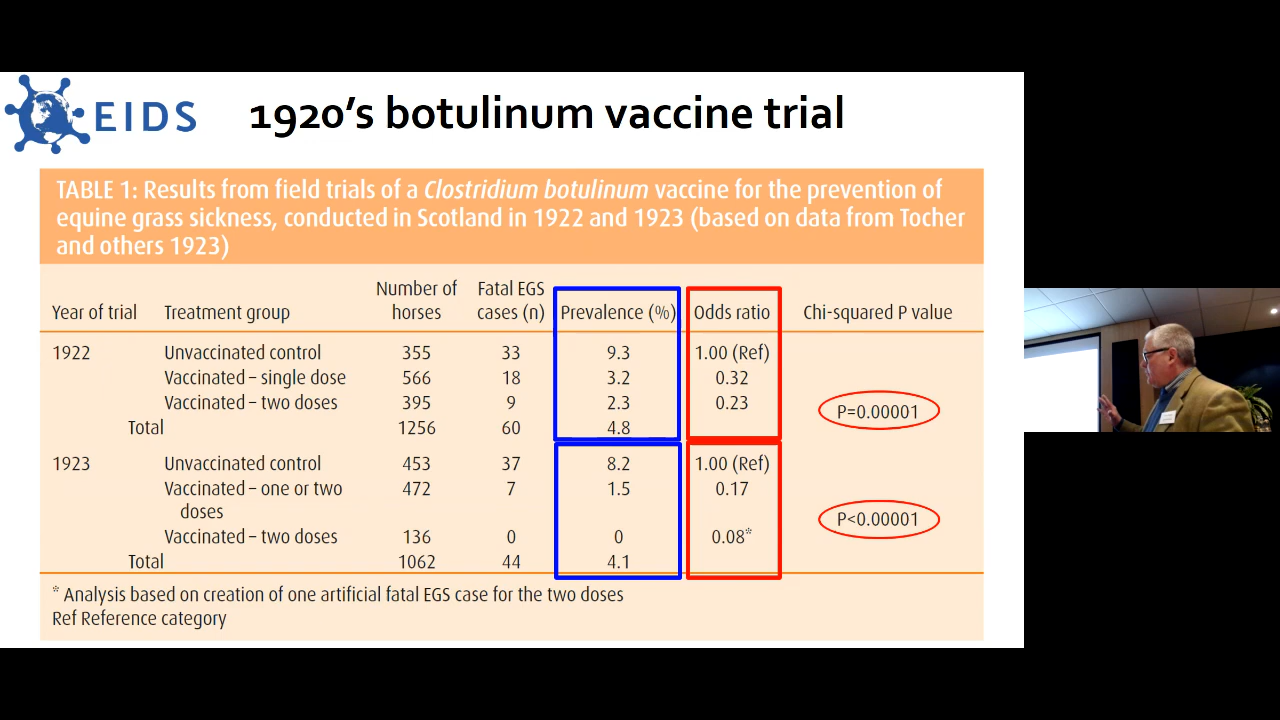 EIDS
1920's botulinum vaccine trial
TABLE 1: Results from field trials of a Clostridium botulinum vaccine for the prevention of
equine grass sickness, conducted in Scotland in 1922 and 1923 (based on data from Tocher
and others 1923)
Year of trial Treatment group Number of horses Fatal EGS cases (n) Prevalence (%) Odds ratio Chi-squared P value
1922 Unvaccinated control 355 33 9.3 1.00 (Ref)
Vaccinated – single dose 566 18 3.2 0.32
Vaccinated – two doses 395 9 2.3 0.23 P=0.00001
Total 1256 60 4.8
1923 Unvaccinated control 453 37 8.2 1.00 (Ref)
Vaccinated – one or two doses 472 7 1.5 0.17
P<0.00001
Vaccinated – two doses 136 0 0 0.08*
Total 1062 44 4.1
* Analysis based on creation of one artificial fatal EGS case for the two doses
Ref Reference category